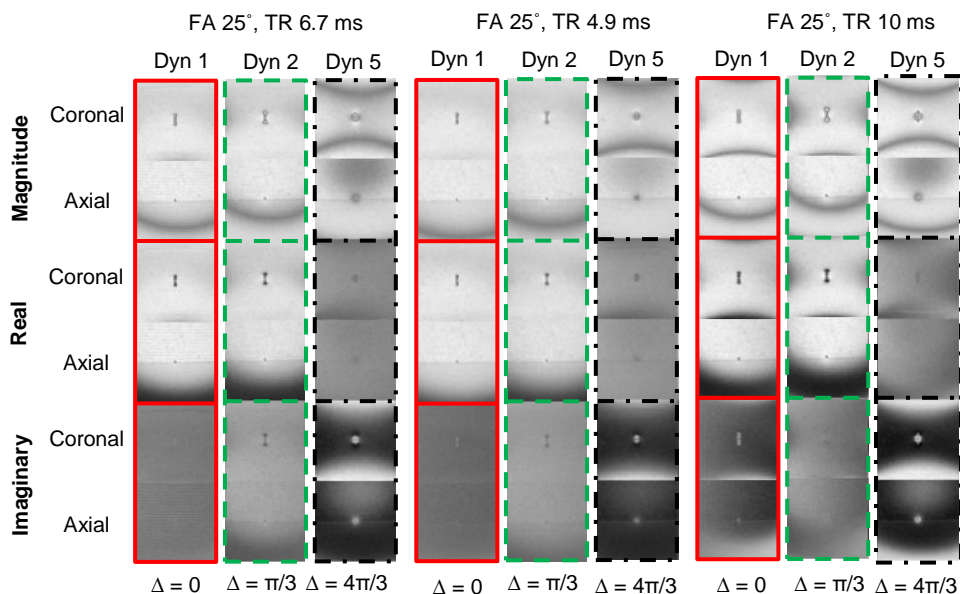 FA 25˚, TR 6.7 ms FA 25˚, TR 4.9 ms FA 25˚, TR 10 ms
Dyn 1 Dyn 2 Dyn 5 Dyn 1 Dyn 2 Dyn 5 Dyn 1 Dyn 2 Dyn 5
Magnitude
Coronal
Axial
Real
Coronal
Axial
Imaginary
Coronal
Axial
Δ = 0 Δ = π/3 Δ = 4π/3 Δ = 0 Δ = π/3 Δ = 4π/3 Δ = 0 Δ = π/3 Δ = 4π/3